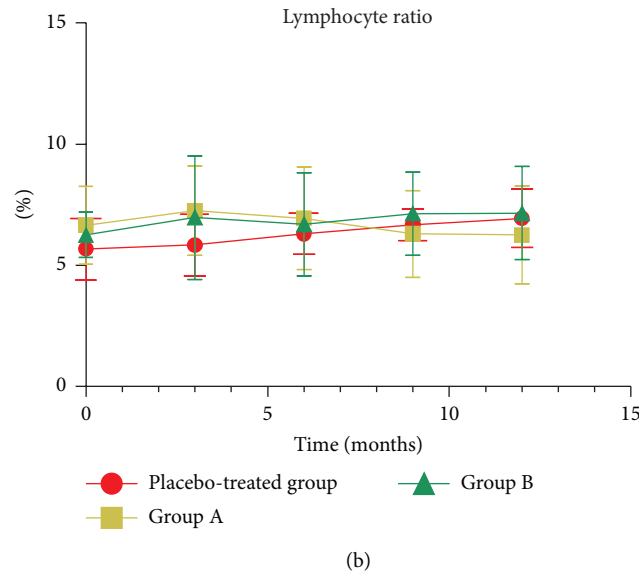 Lymphocyte ratio
15
10
5
0
(%)
0 5 10 15
Time (months)
Placebo-treated group Group B
Group A
(b)